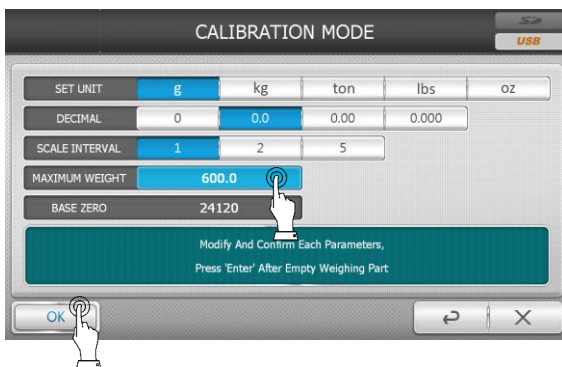 CALIBRATION MODE
USB
SET UNIT g kg ton lbs oz
DECIMAL 0 0.0 0.00 0.000
SCALE INTERVAL 1 2 5
MAXIMUM WEIGHT 600.0
BASE ZERO 24120
Modify And Confirm Each Parameters,
Press 'Enter' After Empty Weighing Part
OK